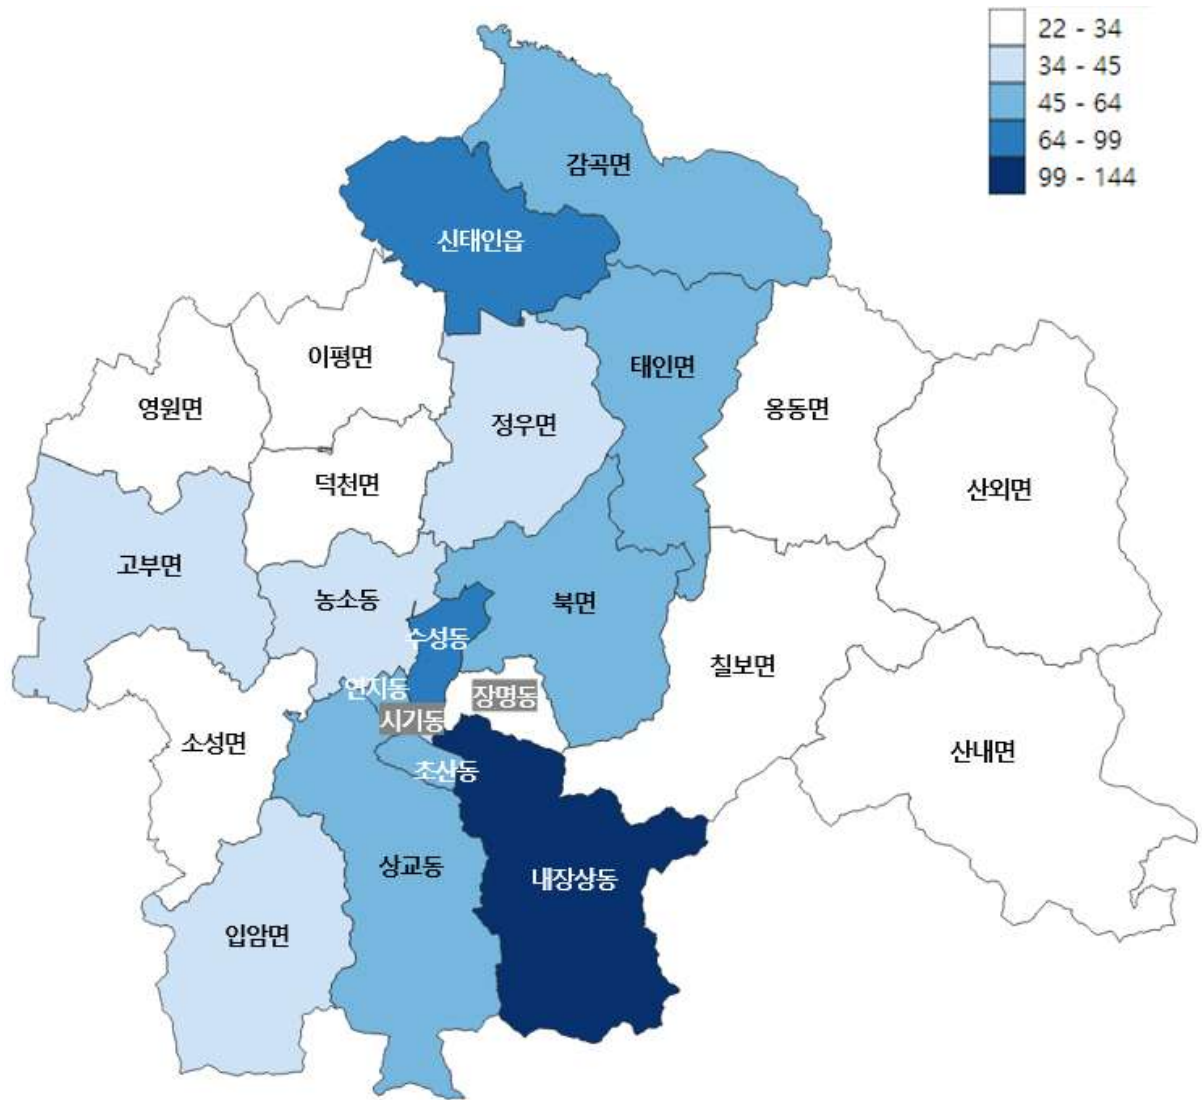 22 - 34
34 - 45
45 - 64
64 - 99
99 - 144
감곡면
신태인읍
이평면
태인면
영원면
정우면
옹동면
덕천면
산외면
고부면
농소동
북면
수성동
칠보면
연지동
장명동
시기동
소성면
산내면
초산동
상교동
내장상동
입암면